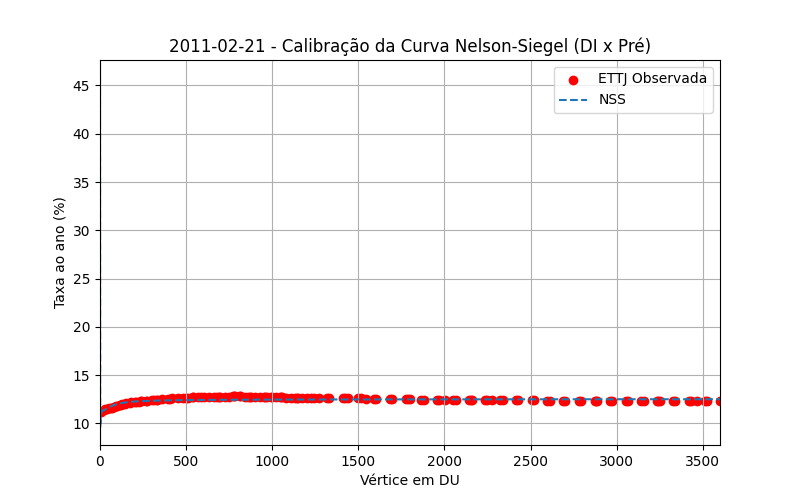 2011-02-21 - Calibração da Curva Nelson-Siegel (DI x Pré)
ETTJ Observada
NSS
Taxa ao ano (%)
45
40
35
30
25
20
15
10
0 500 1000 1500 2000 2500 3000 3500
Vértice em DU